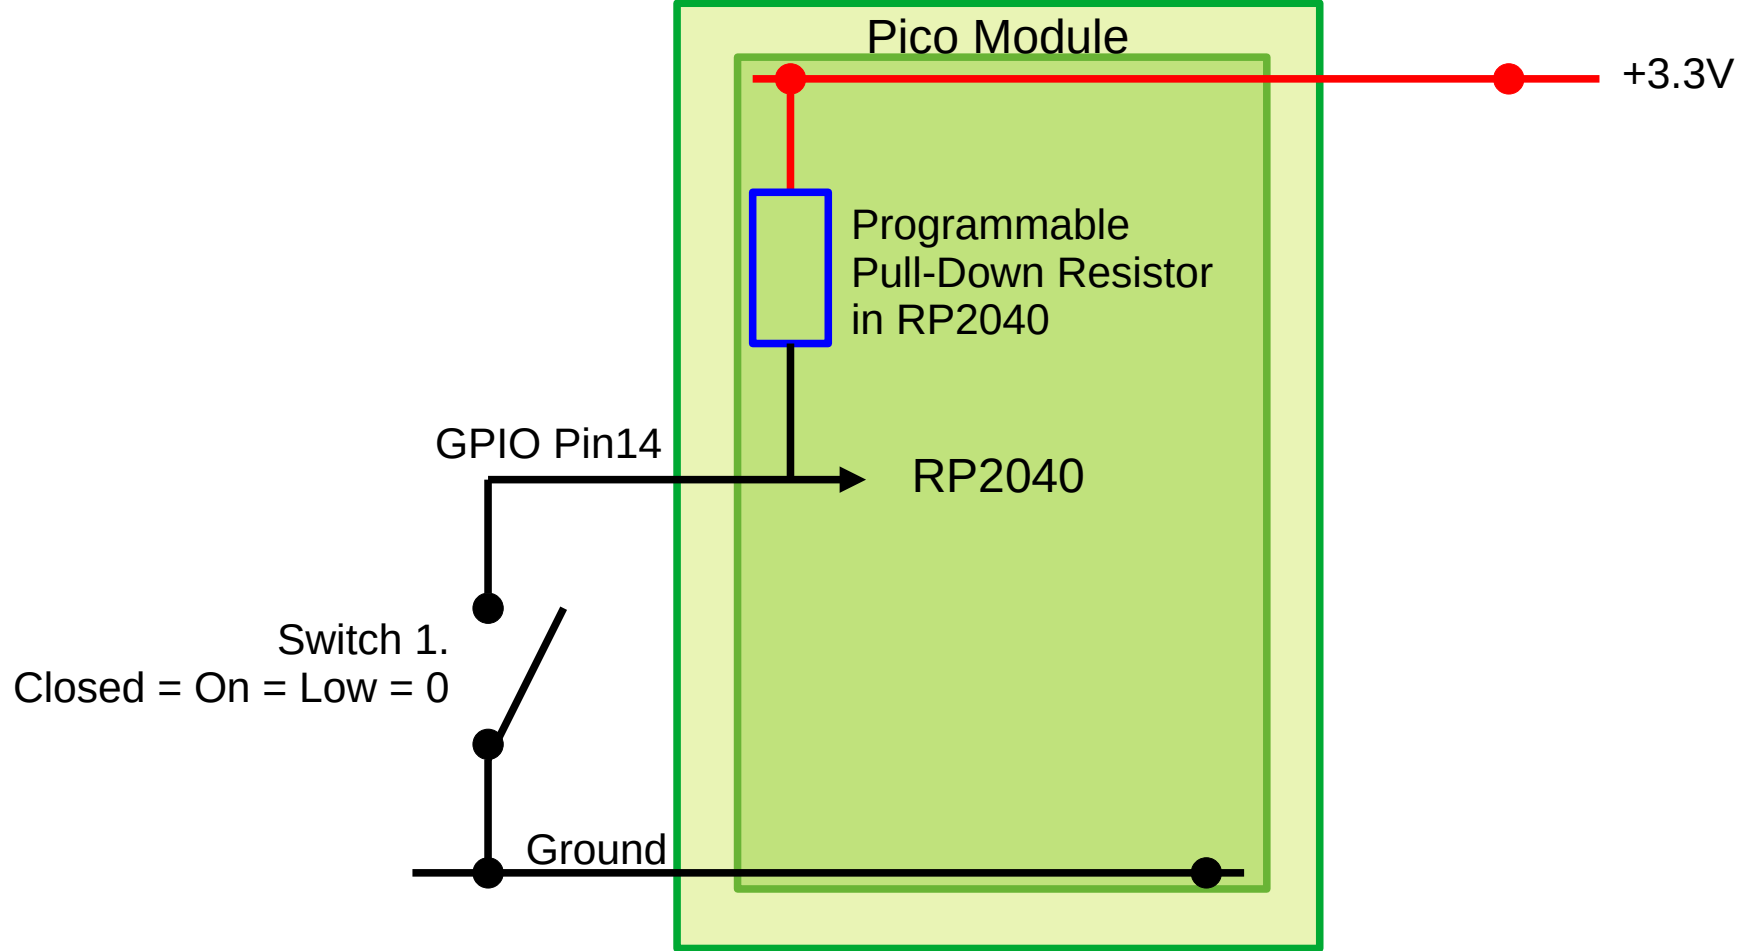 Pico Module
+3.3V
Programmable
Pull-Down Resistor
in RP2040
GPIO Pin14
RP2040
Switch 1.
Closed = On = Low = 0
Ground